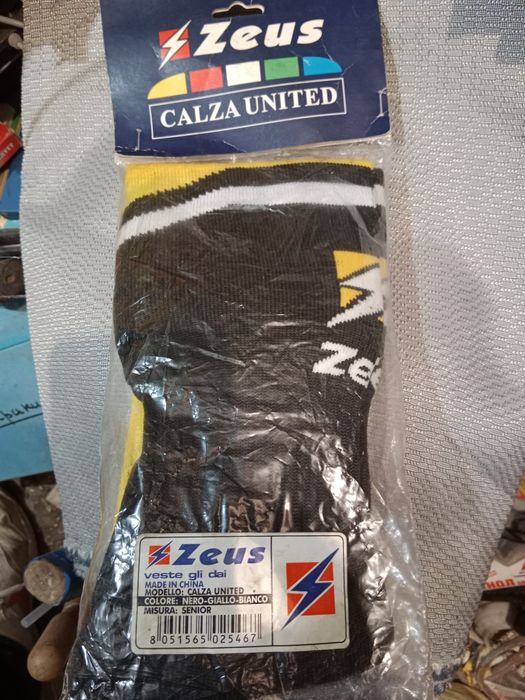 Zeus
CALZA UNITED
Zeus
Zeus
veste gli dai
MADE IN CHINA
MODELLO: CALZA UNITED
COLORE: NERO-GIALLO-BIANCO
MISURA: SENIOR
8 051565 025467